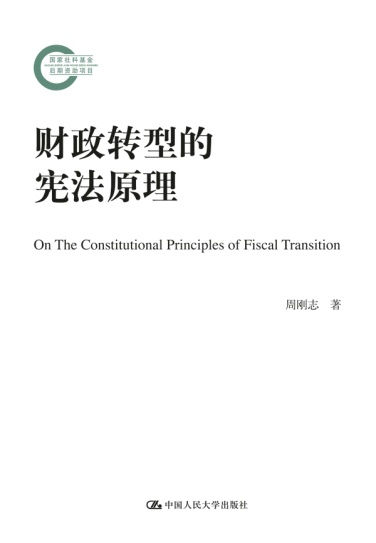 国家社科基金
后期资助项目
财政转型的
宪法原理
On The Constitutional Principles of Fiscal Transition
周刚志 著
中国人民大学出版社